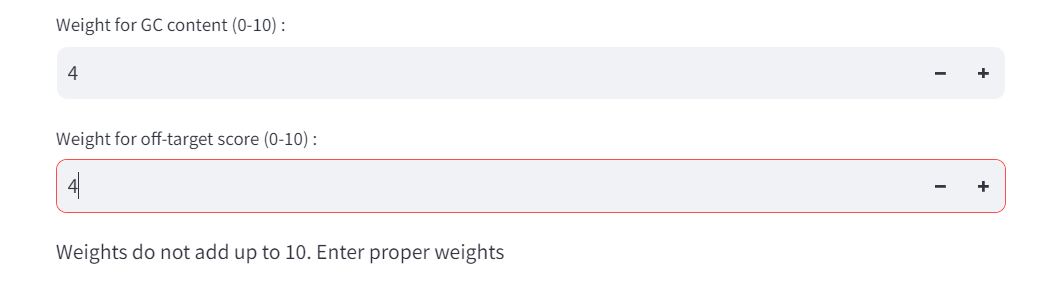 Weight for GC content (0-10) :
4
Weight for off-target score (0-10) :
4
Weights do not add up to 10. Enter proper weights